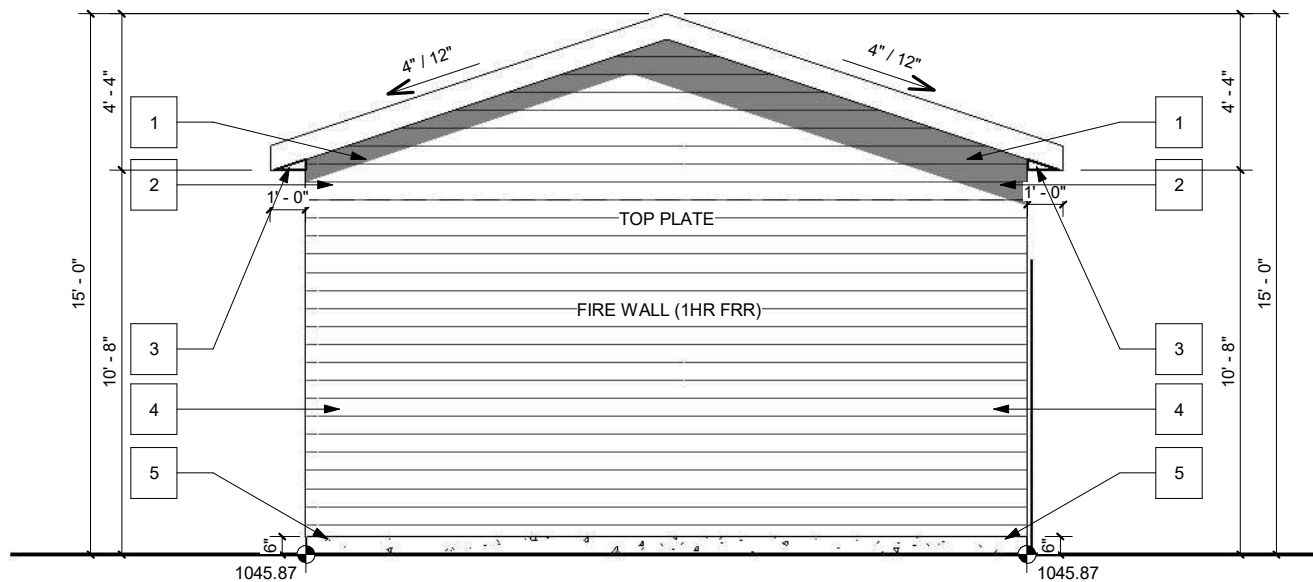 4" / 12"
4" / 12"
4' - 4"
4' - 4"
1
1
2
2
1' - 0"
1' - 0"
TOP PLATE
15' - 0"
15' - 0"
FIRE WALL (1HR FRR)
3
3
10' - 8"
10' - 8"
4
4
5
5
6"
6"
1045.87
1045.87